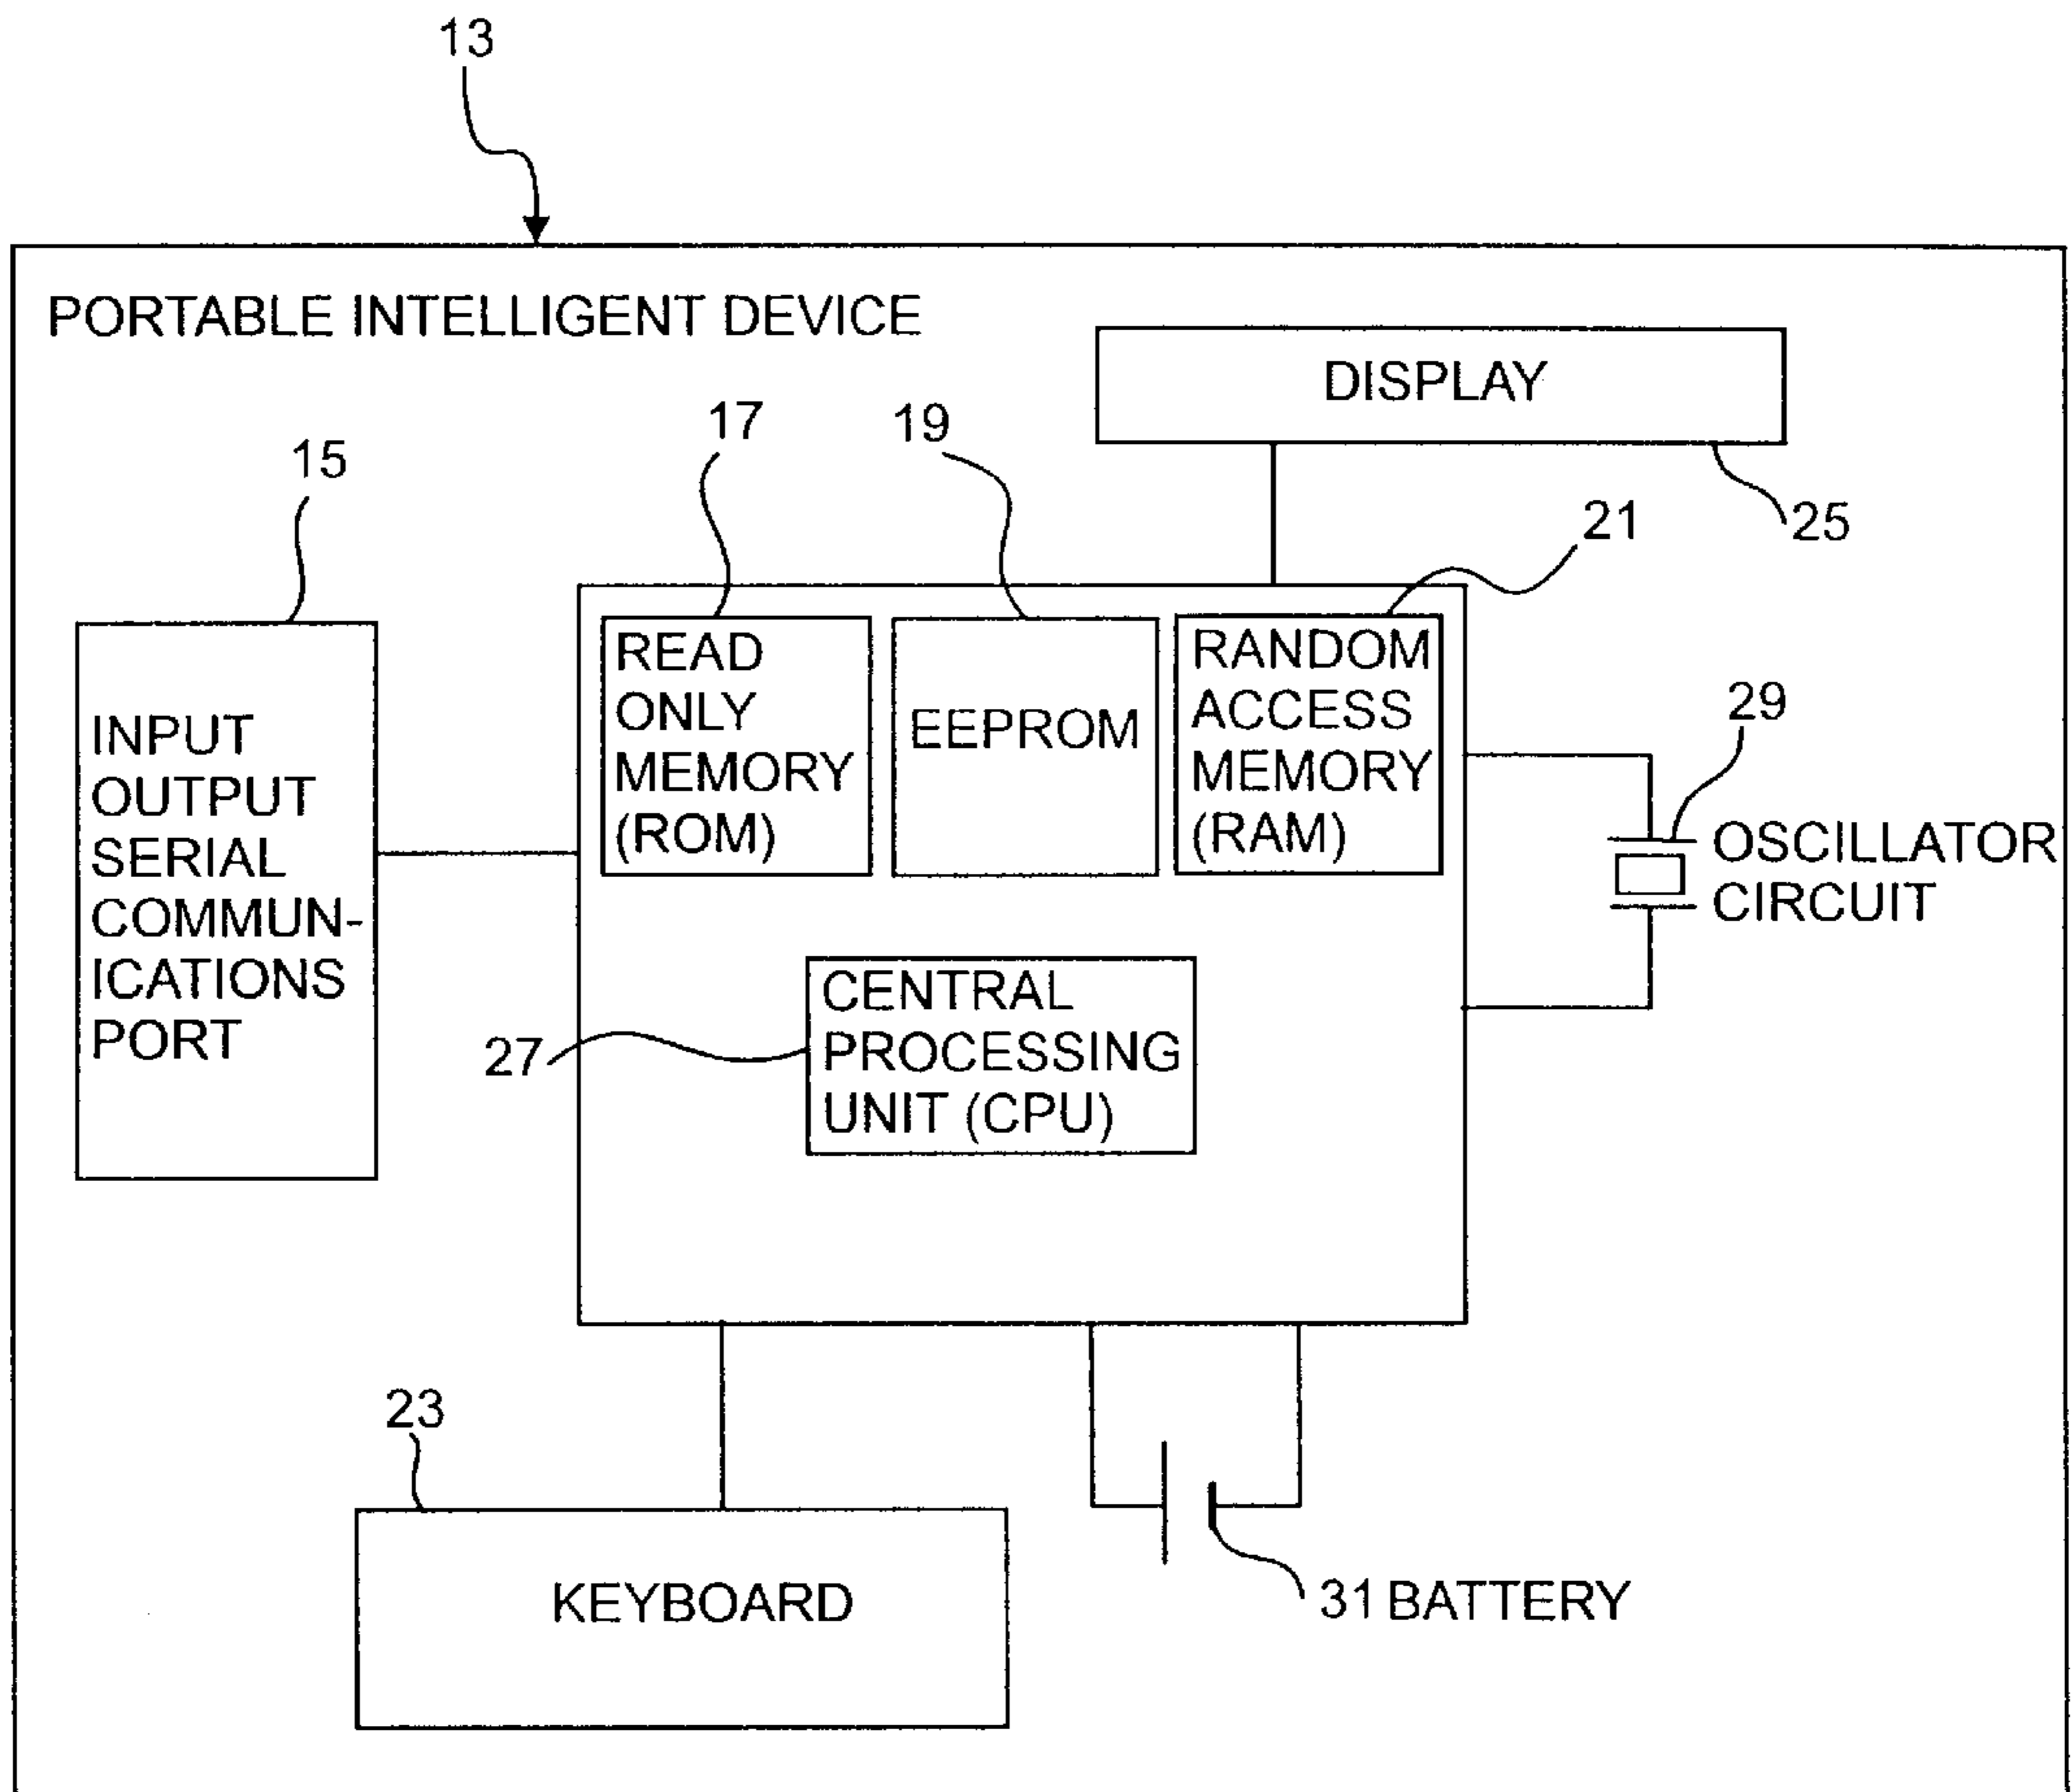 13
PORTABLE INTELLIGENT DEVICE
DISPLAY
25
15
17
19
21
INPUT
OUTPUT
SERIAL
COMMUN-
ICATIONS
PORT
READ
ONLY
MEMORY
(ROM)
EEPROM
RANDOM
ACCESS
MEMORY
(RAM)
29
OSCILLATOR
CIRCUIT
27
CENTRAL
PROCESSING
UNIT (CPU)
23
KEYBOARD
31 BATTERY